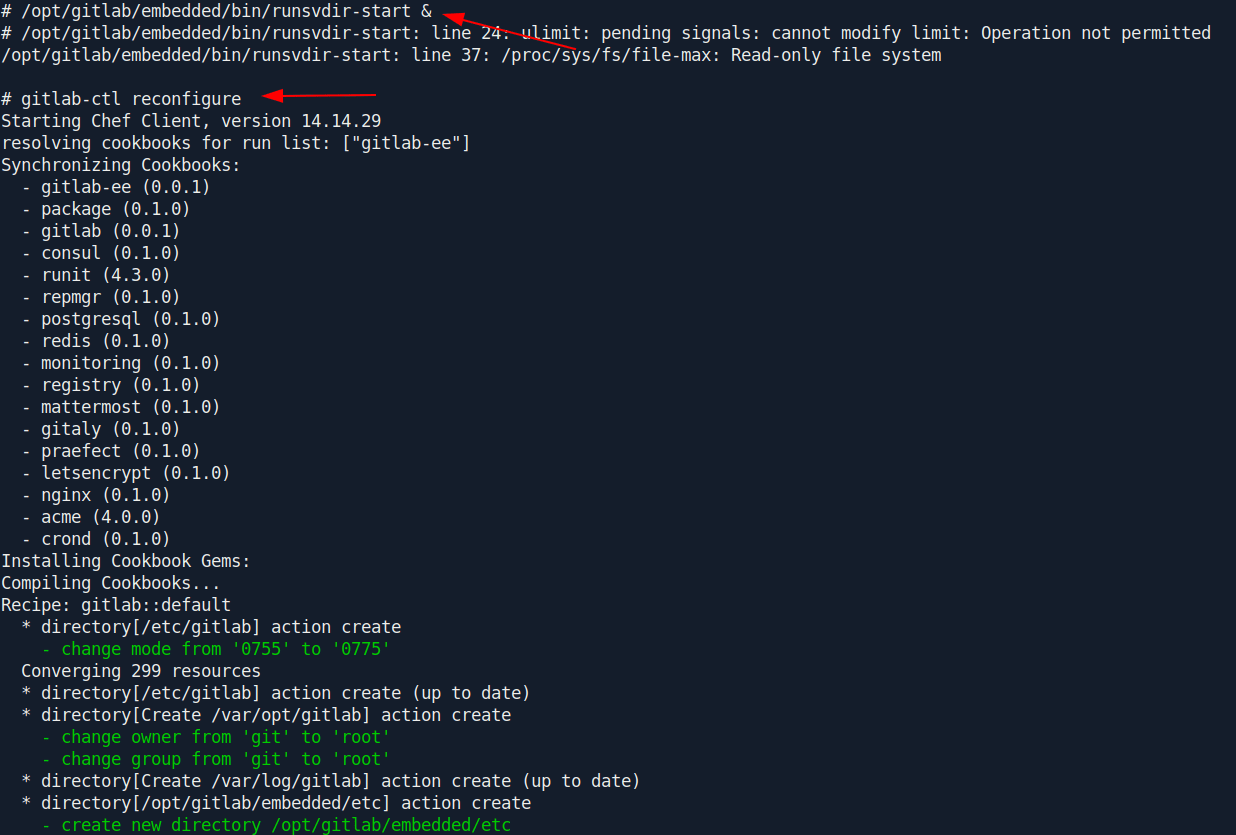 # /opt/gitlab/embedded/bin/runsvdir-start &
# /opt/gitlab/embedded/bin/runsvdir-start: line 24: ulimit: pending signals: cannot modify limit: Operation not permitted
/opt/gitlab/embedded/bin/runsvdir-start: line 37: /proc/sys/fs/file-max: Read-only file system
# gitlab-ctl reconfigure
Starting Chef Client, version 14.14.29
resolving cookbooks for run list: ["gitlab-ee"]
Synchronizing Cookbooks:
  - gitlab-ee (0.0.1)
  - package (0.1.0)
  - gitlab (0.0.1)
  - consul (0.1.0)
  - runit (4.3.0)
  - repmgr (0.1.0)
  - postgresql (0.1.0)
  - redis (0.1.0)
  - monitoring (0.1.0)
  - registry (0.1.0)
  - mattermost (0.1.0)
  - gitaly (0.1.0)
  - praefect (0.1.0)
  - letsencrypt (0.1.0)
  - nginx (0.1.0)
  - acme (4.0.0)
  - crond (0.1.0)
Installing Cookbook Gems:
Compiling Cookbooks...
Recipe: gitlab::default
  * directory[/etc/gitlab] action create
    - change mode from '0755' to '0775'
  Converging 299 resources
  * directory[/etc/gitlab] action create (up to date)
  * directory[Create /var/opt/gitlab] action create
    - change owner from 'git' to 'root'
    - change group from 'git' to 'root'
  * directory[Create /var/log/gitlab] action create (up to date)
  * directory[/opt/gitlab/embedded/etc] action create
    - create new directory /opt/gitlab/embedded/etc